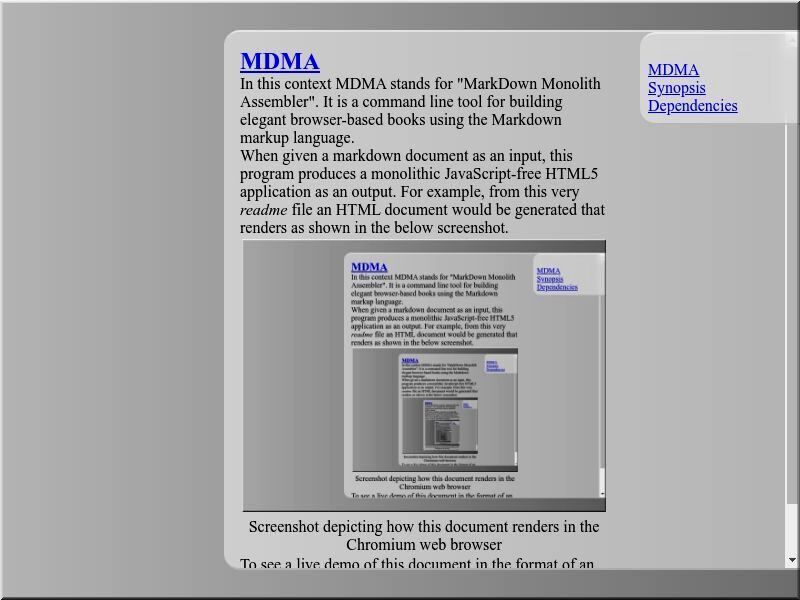 MDMA
In this context MDMA stands for "MarkDown Monolith
Assembler". It is a command line tool for building
elegant browser-based books using the Markdown
markup language.
When given a markdown document as an input, this
program produces a monolithic JavaScript-free HTML5
application as an output. For example, from this very
readme file an HTML document would be generated that
renders as shown in the below screenshot.
MDMA
In this context MDMA stands for "MarkDown Monolith
Assembler". It is a command line tool for building
elegant browser-based books using the Markdown
markup language.
When given a markdown document as an input, this
program produces a monolithic JavaScript-free HTML5
application as an output. For example, from this very
readme file an HTML document would be generated that
renders as shown in the below screenshot.
MDMA
Screenshot depicting how this document renders in the
Chromium web browser
To see a live demo of this document in the format of an
MDMA
Synopsis
Dependencies
Screenshot depicting how this document renders in the
Chromium web browser
To see a live demo of this document in the format of an
MDMA
Synopsis
Dependencies